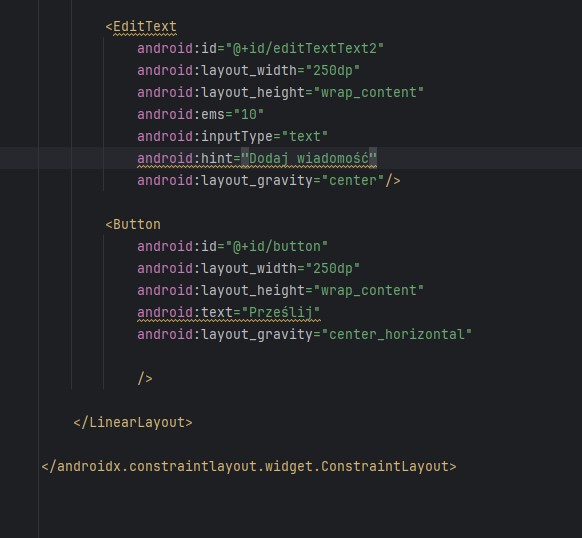 <EditText
android:id="@+id/editTextText2"
android:layout_width="250dp"
android:layout_height="wrap_content"
android:ems="10"
android:inputType="text"
android:hint="Dodaj wiadomość"
android:layout_gravity="center"/>
<Button
android:id="@+id/button"
android:layout_width="250dp"
android:layout_height="wrap_content"
android:text="Prześlij"
android:layout_gravity="center_horizontal"
/>
</LinearLayout>
</androidx.constraintlayout.widget.ConstraintLayout>